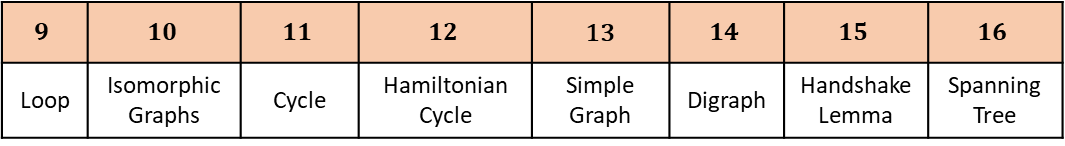 9 10 11 12 13 14 15 16
Loop Isomorphic Graphs Cycle Hamiltonian Cycle Simple Graph Digraph Handshake Lemma Spanning Tree